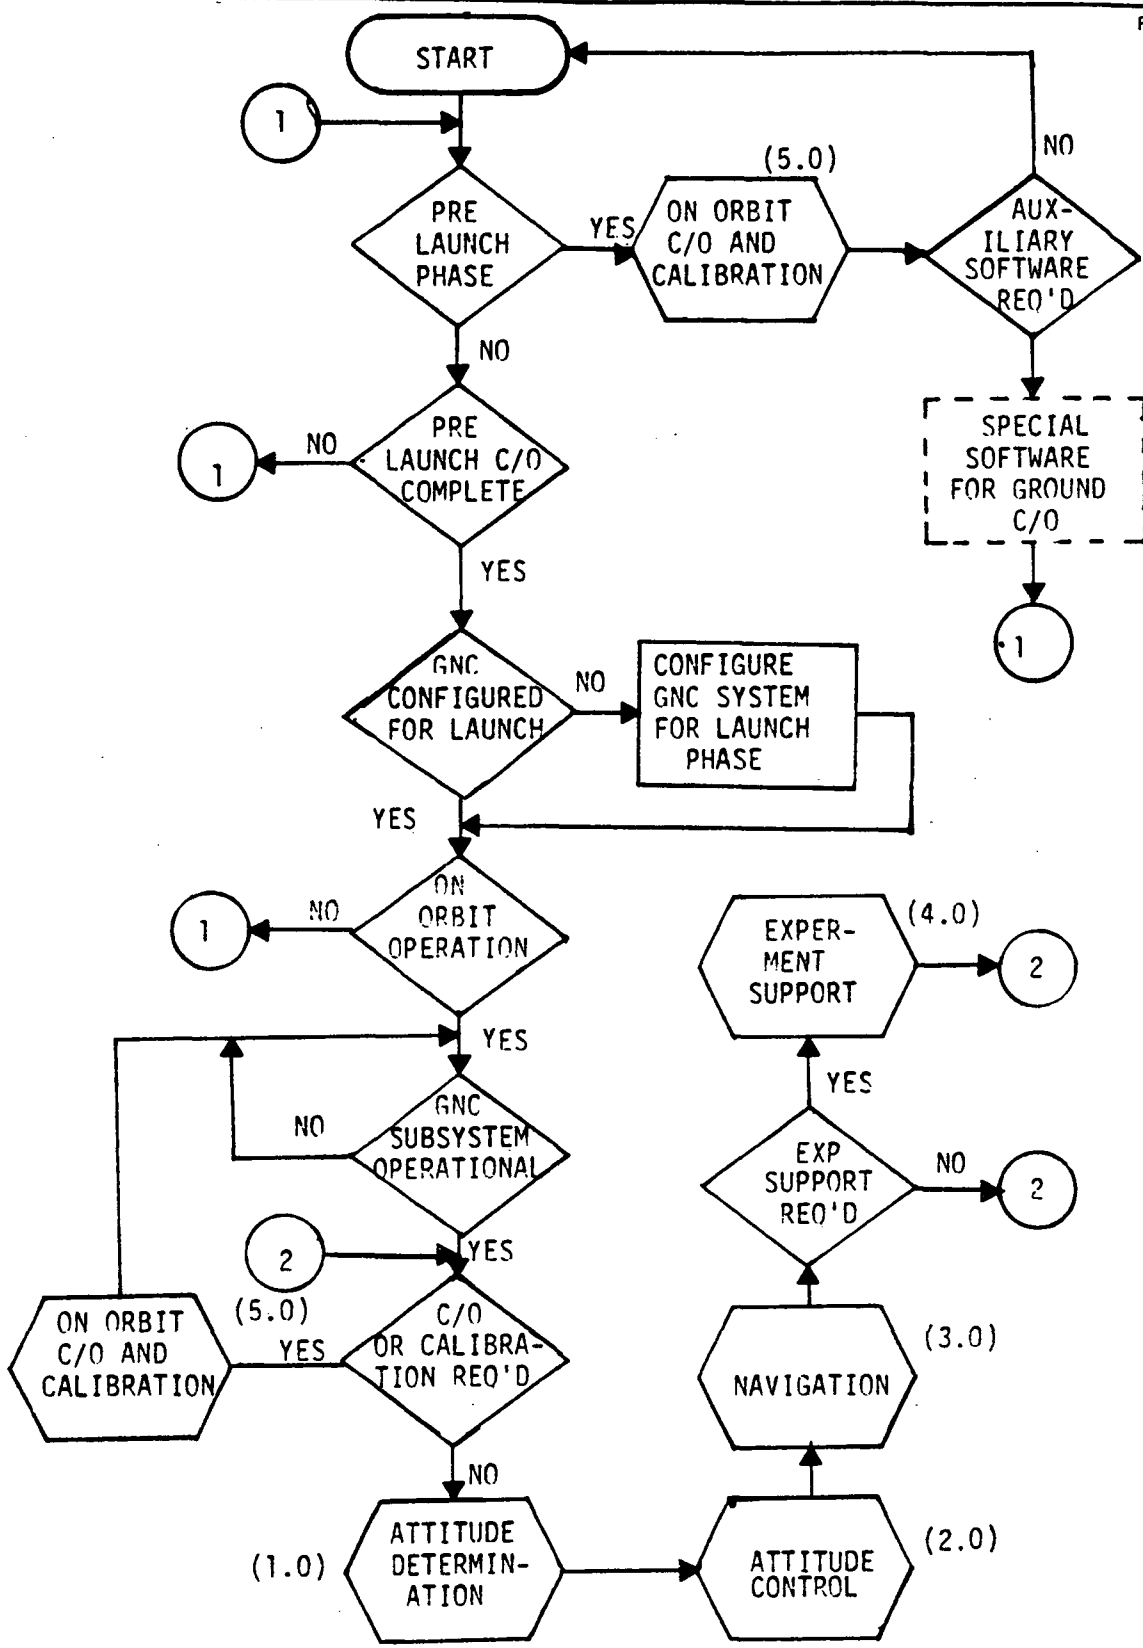 START
1
PRE
LAUNCH
PHASE
YES
(5.0)
ON ORBIT
C/O AND
CALIBRATION
NO
AUX-
ILIARY
SOFTWARE
REQ'D
NO
PRE
LAUNCH C/O
COMPLETE
NO
1
SPECIAL
SOFTWARE
FOR GROUND
C/O
1
YES
GNC
CONFIGURED
FOR LAUNCH
NO
CONFIGURE
GNC SYSTEM
FOR LAUNCH
PHASE
YES
ON
ORBIT
OPERATION
NO
1
YES
GNC
SUBSYSTEM
OPERATIONAL
NO
YES
2
C/O
OR CALIBRA-
TION REQ'D
YES
(5.0)
ON ORBIT
C/O AND
CALIBRATION
NO
(1.0)
ATTITUDE
DETERMIN-
ATION
ATTITUDE
CONTROL
(2.0)
NAVIGATION
(3.0)
EXP
SUPPORT
REQ'D
NO
2
YES
EXPER-
MENT
SUPPORT
(4.0)
2